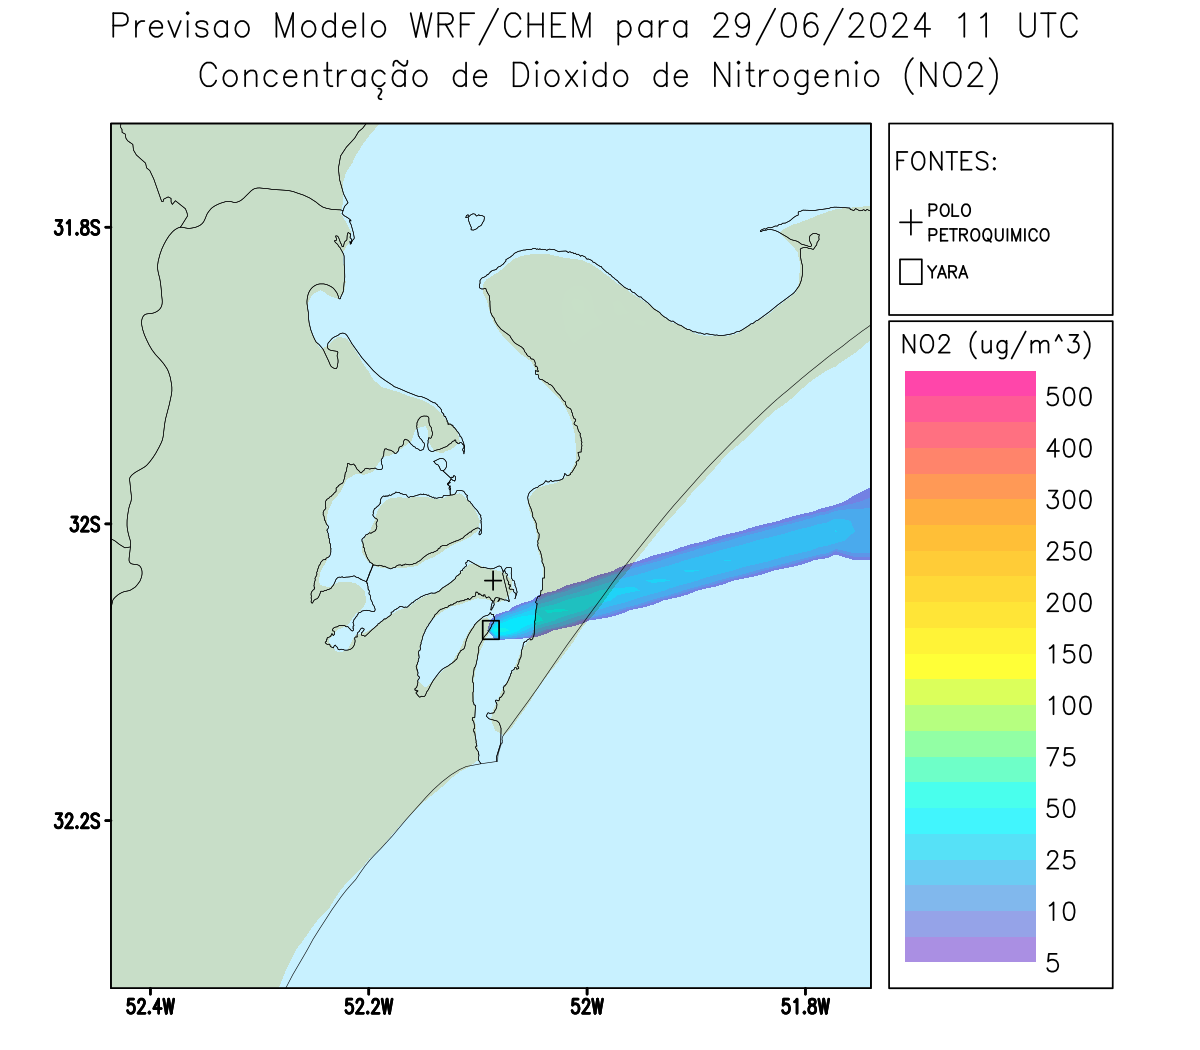 Previsao Modelo WRF/CHEM para 29/06/2024 11 UTC
Concentração de Dioxido de Nitrogenio (NO2)
FONTES:
POLO
PETROQUIMICO
YARA
NO2 (ug/m^3)
500
400
300
250
200
150
100
75
50
25
10
5
31.8S
32S
32.2S
52.4W
52.2W
52W
51.8W